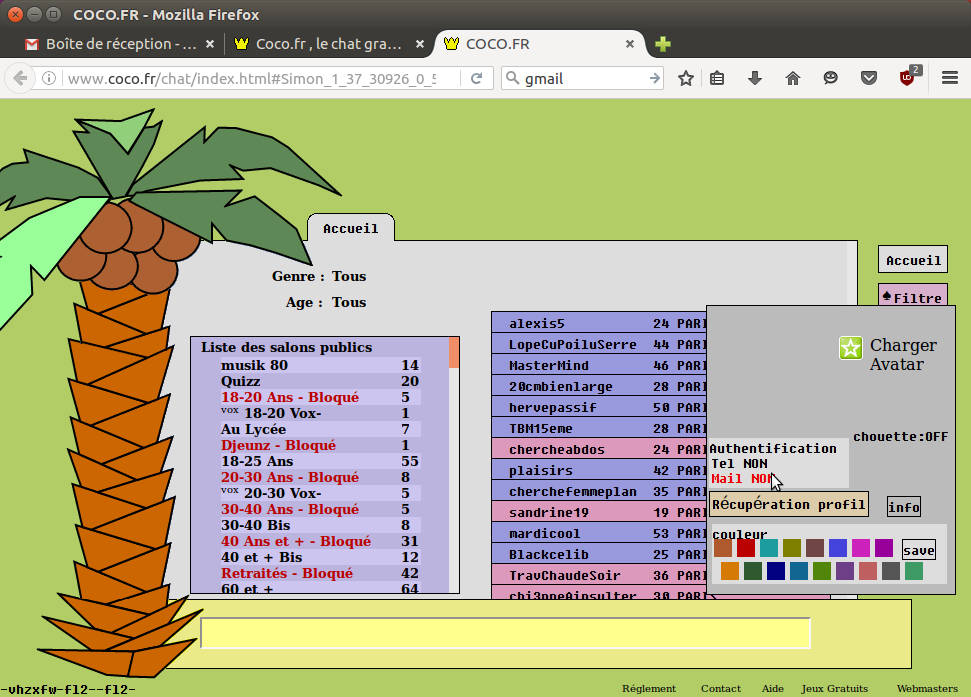 COCO.FR - Mozilla Firefox
Boîte de réception - ...
Coco.fr , le chat gra...
COCO.FR
www.coco.fr/chat/index.html#Simon_1_37_30926_0_5
gmail
2
Accueil
Genre : Tous
Age : Tous
Liste des salons publics
musik 80 14
Quizz 20
18-20 Ans - Bloqué 5
vox 18-20 Vox- 1
Au Lycée 7
Djeunz - Bloqué 1
18-25 Ans 55
20-30 Ans - Bloqué 8
vox 20-30 Vox- 5
30-40 Ans - Bloqué 5
30-40 Bis 8
40 Ans et + - Bloqué 31
40 et + Bis 12
Retraités - Bloqué 42
60 et + 64
alexis5 24 PARI
LopeCuPoiluSerre 44 PARI
MasterMind 46 PARI
20cmbienlarge 28 PARI
hervepassif 50 PARI
TBM15eme 28 PARI
chercheabdos 24 PARI
plaisirs 42 PARI
cherchefemmeplan 35 PARI
sandrine19 19 PARI
mardicool 53 PARI
Blackcelib 25 PARI
TravChaudeSoir 36 PARI
chi3nneAinsulter 30 PARIS
Accueil
♠Filtre
Charger
Avatar
chouette:OFF
Authentification
Tel NON
Mail NON
Récupération profil
info
couleur
save
-vhzxfw-fl2--fl2-
Réglement
Contact
Aide
Jeux Gratuits
Webmasters